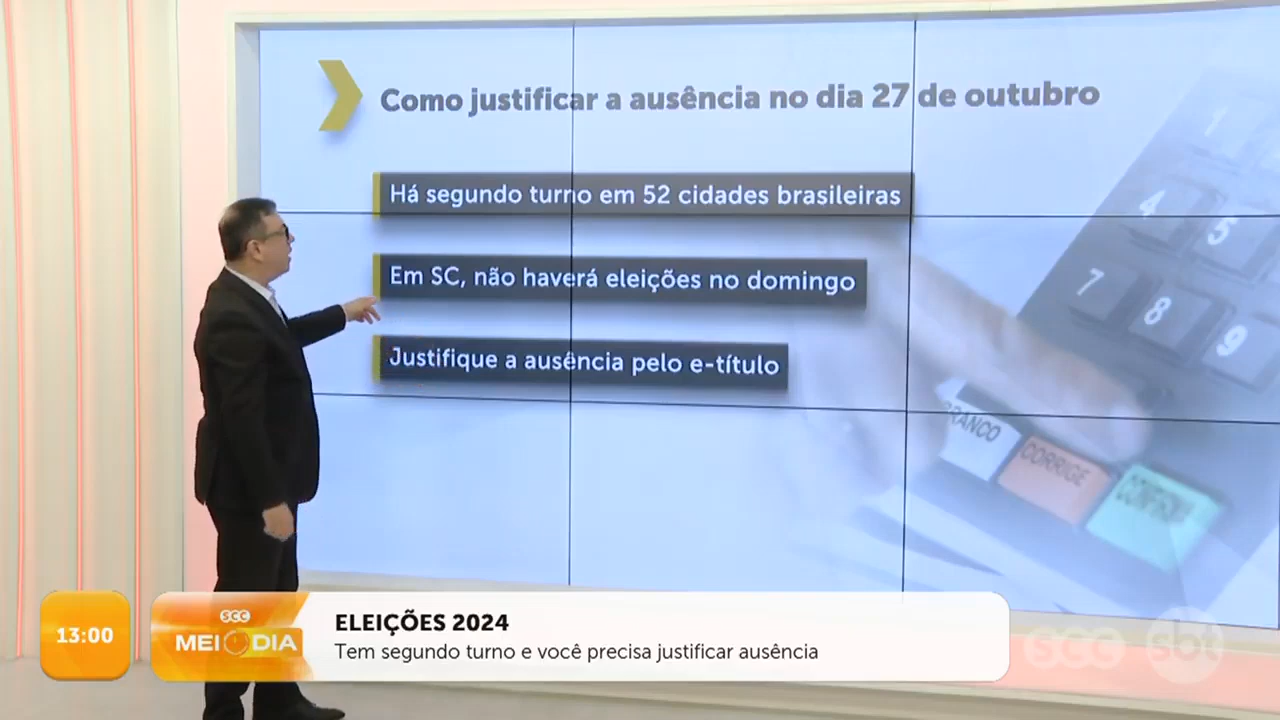 Como justificar a ausência no dia 27 de outubro
Há segundo turno em 52 cidades brasileiras
Em SC, não haverá eleições no domingo
Justifique a ausência pelo e-título
1
4 5
7 8 9
BRANCO
CORRIGE
CONFIRMA
13:00
scc
MEIO DIA
ELEIÇÕES 2024
Tem segundo turno e você precisa justificar ausência
scc sbt